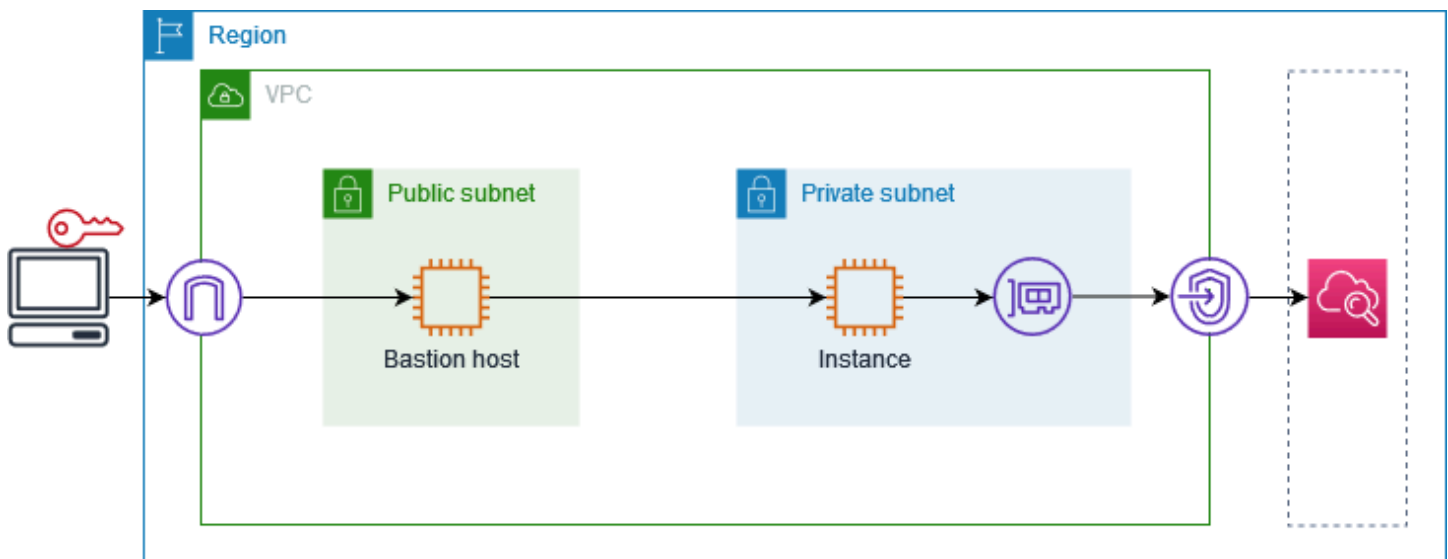 Region
VPC
Public subnet
Private subnet
Bastion host
Instance